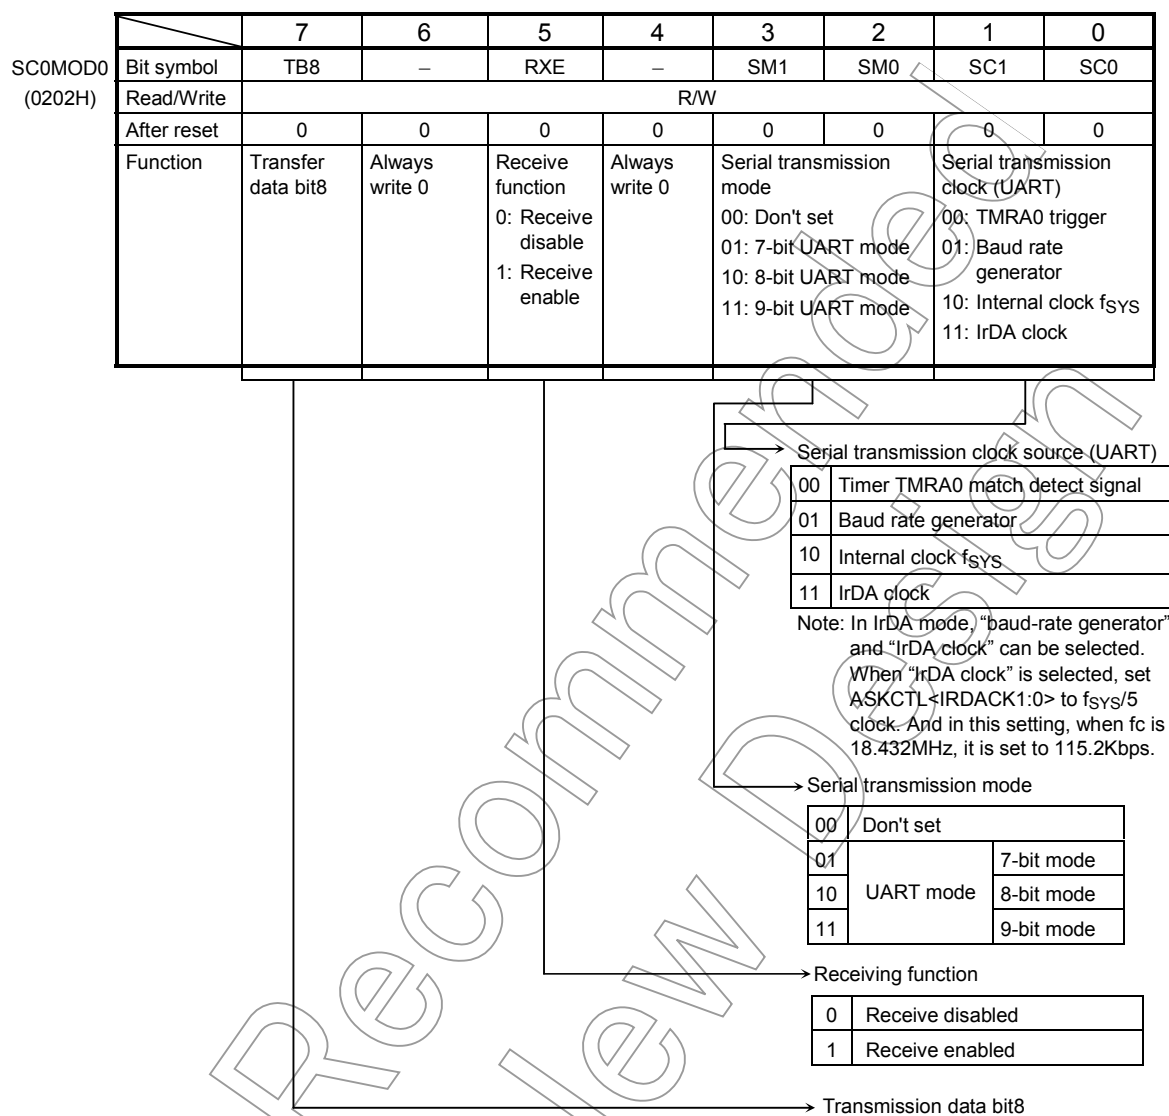 7 6 5 4 3 2 1 0
SC0MOD0 Bit symbol TB8 – RXE – SM1 SM0 SC1 SC0
(0202H) Read/Write R/W
After reset 0 0 0 0 0 0 0 0
Function
Transfer
data bit8
Always
write 0
Receive
function
0: Receive
disable
1: Receive
enable
Always
write 0
Serial transmission
mode
00: Don't set
01: 7-bit UART mode
10: 8-bit UART mode
11: 9-bit UART mode
Serial transmission
clock (UART)
00: TMRA0 trigger
01: Baud rate
generator
10: Internal clock fSYS
11: IrDA clock
Serial transmission clock source (UART)
00 Timer TMRA0 match detect signal
01 Baud rate generator
10 Internal clock fSYS
11 IrDA clock
Note: In IrDA mode, “baud-rate generator”
and “IrDA clock” can be selected.
When “IrDA clock” is selected, set
ASKCTL<IRDACK1:0> to fSYS/5
clock. And in this setting, when fc is
18.432MHz, it is set to 115.2Kbps.
Serial transmission mode
00 Don't set
01 7-bit mode
10 UART mode 8-bit mode
11 9-bit mode
Receiving function
0 Receive disabled
1 Receive enabled
Transmission data bit8
Recommended
Design